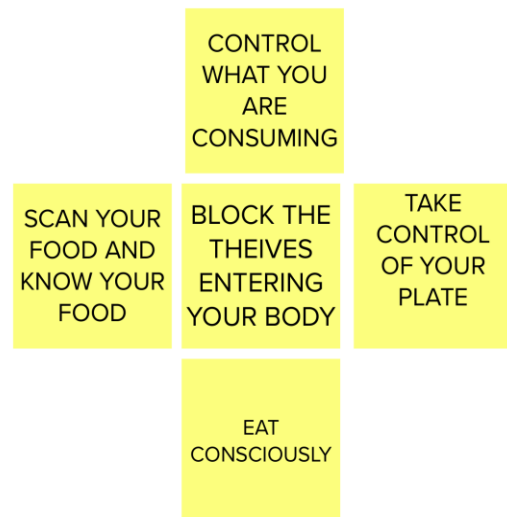 CONTROL
WHAT YOU
ARE
CONSUMING
SCAN YOUR
FOOD AND
KNOW YOUR
FOOD
BLOCK THE
THEIVES
ENTERING
YOUR BODY
TAKE
CONTROL
OF YOUR
PLATE
EAT
CONSCIOUSLY